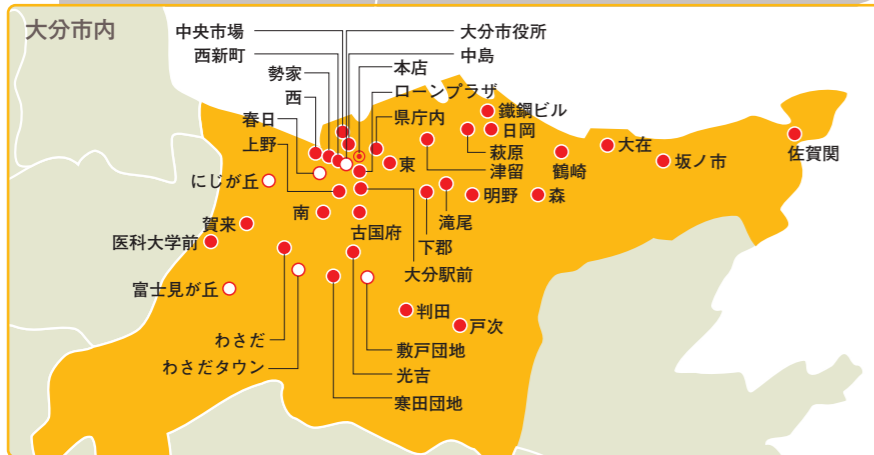 大分市内
中央市場
大分市役所
西新町
中島
勢家
本店
西
ローンプラザ
春日
県庁内
上野
鐵鋼ビル
日岡
東
萩原
津留
鶴崎
大在
坂ノ市
佐賀関
にじが丘
南
明野
森
滝尾
賀来
古国府
下郡
医科大学前
大分駅前
富士見が丘
判田
戸次
わさだ
敷戸団地
わさだタウン
光吉
寒田団地